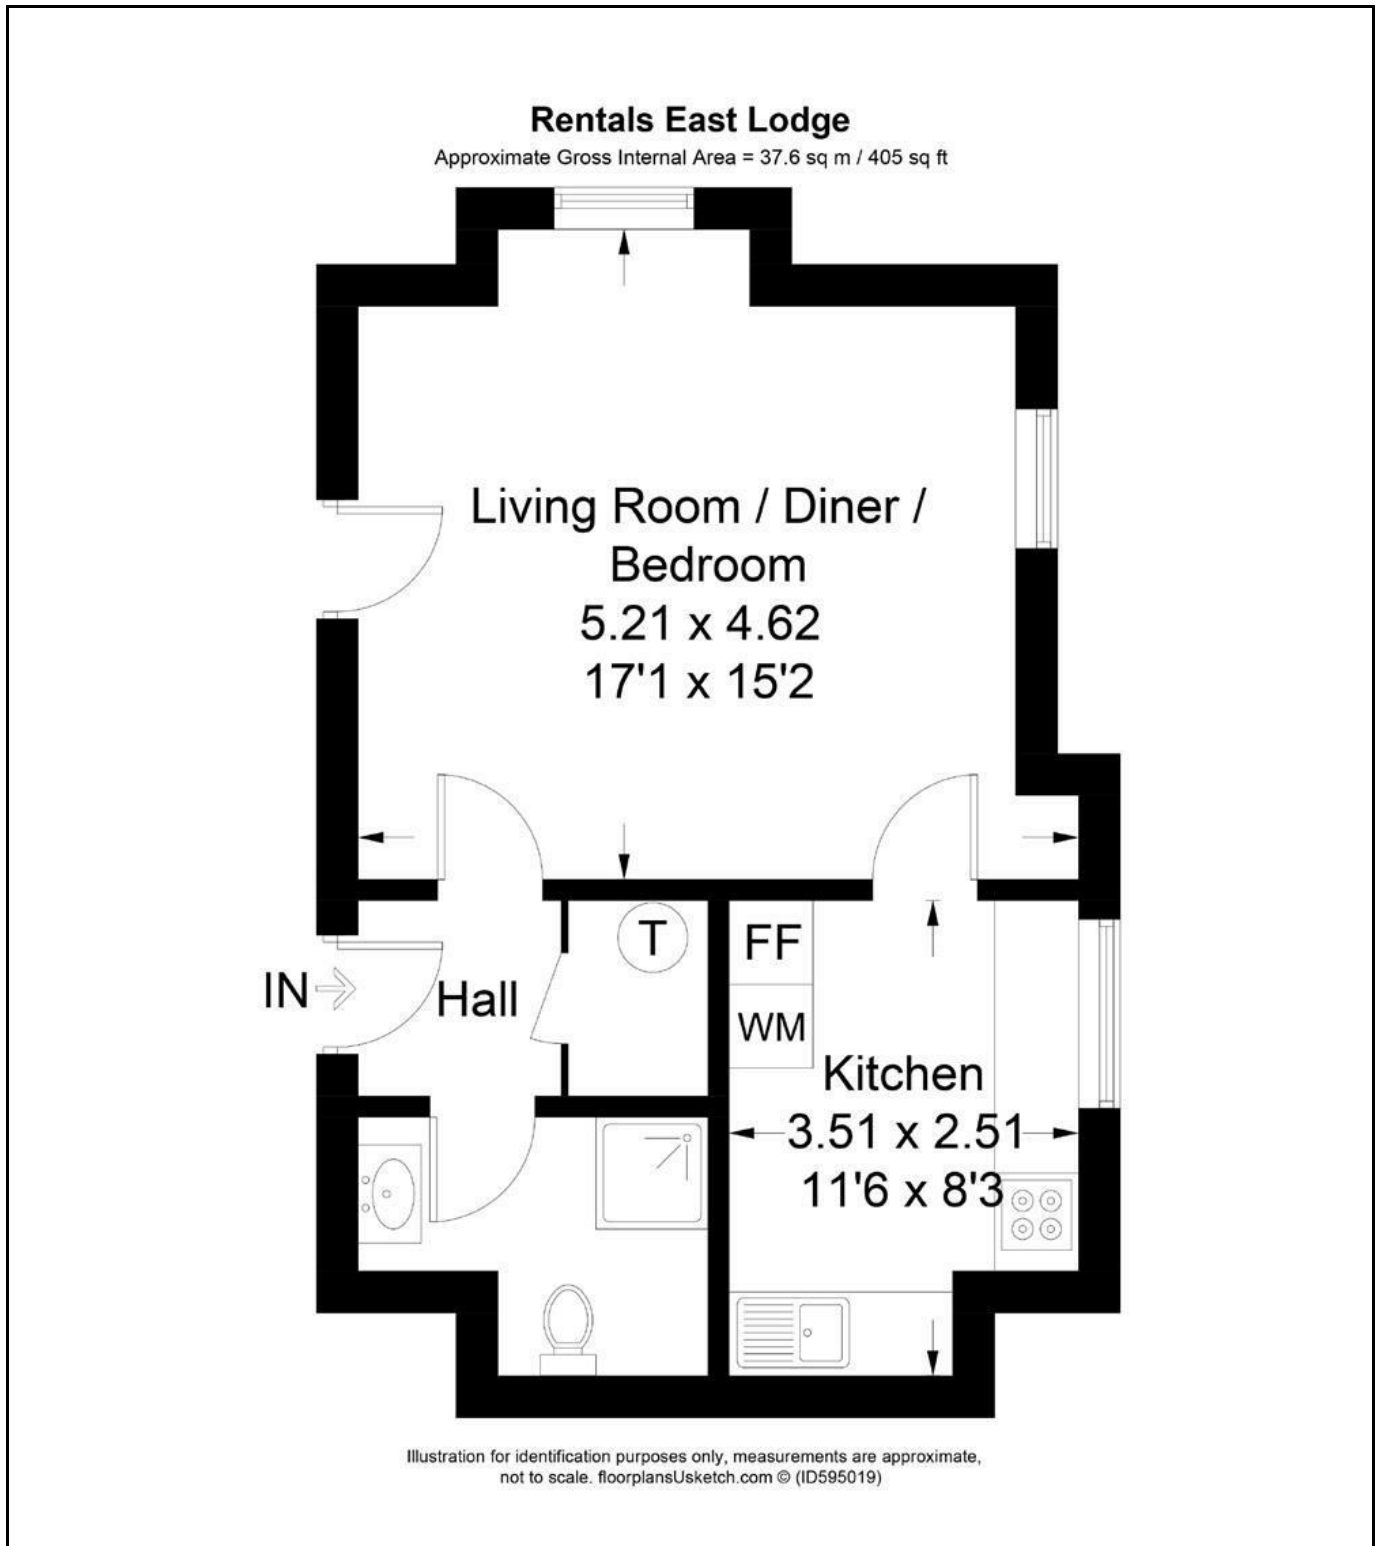 Rentals East Lodge
Approximate Gross Internal Area = 37.6 sq m / 405 sq ft
Living Room / Diner /
Bedroom
5.21 x 4.62
17'1 x 15'2
T
FF
IN
Hall
WM
Kitchen
3.51 x 2.51
11'6 x 8'3
Illustration for identification purposes only, measurements are approximate,
not to scale. floorplansUsketch.com © (ID595019)